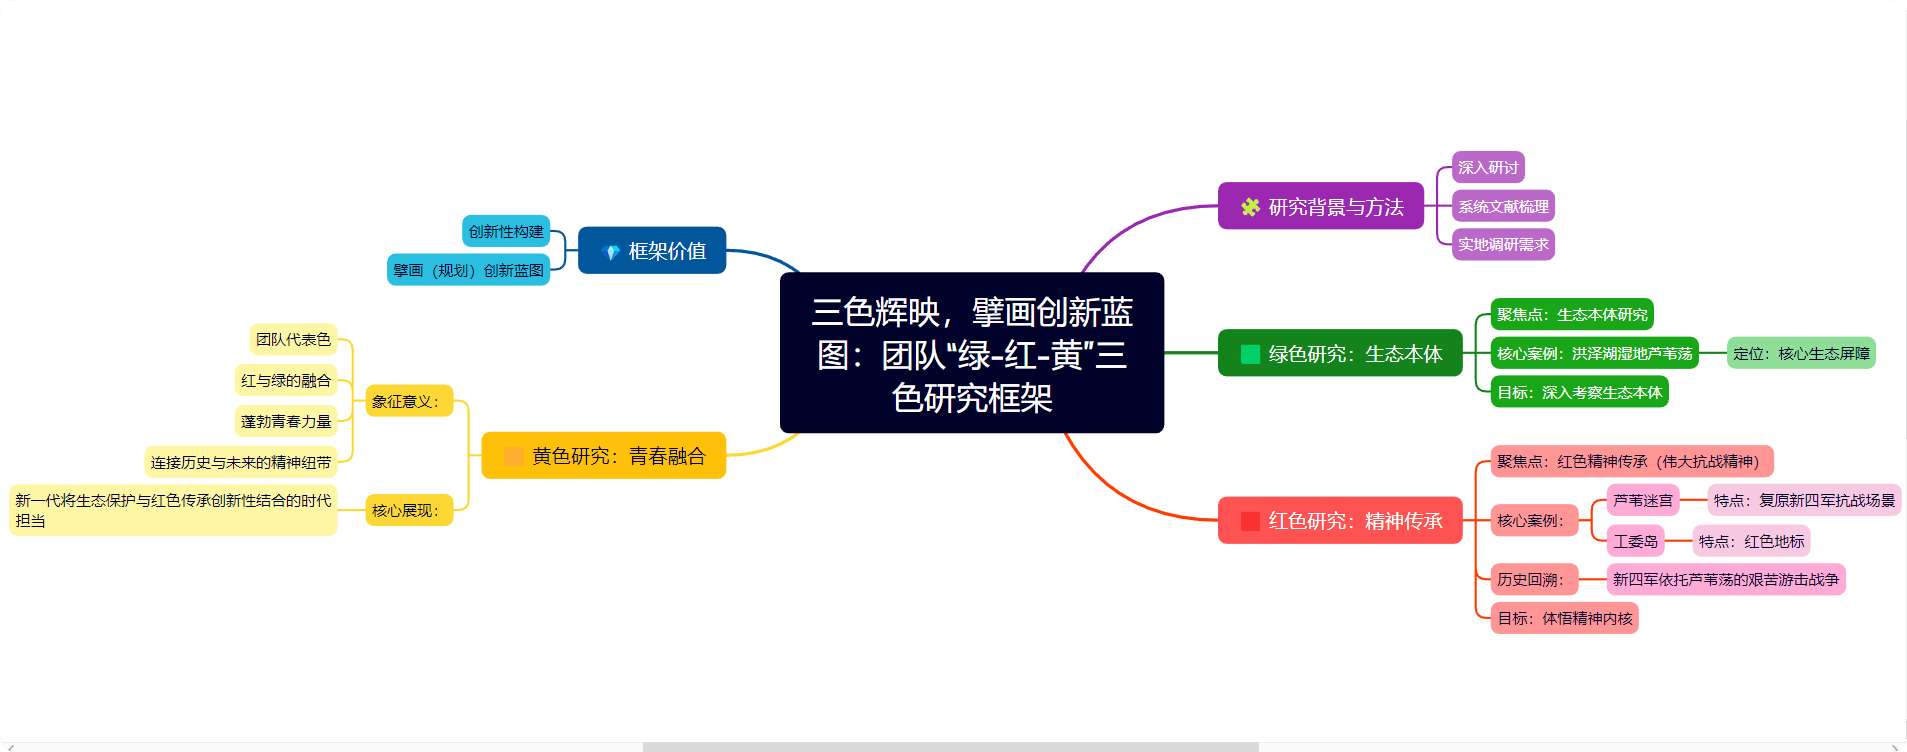 三色辉映，擘画创新蓝
图：团队“绿-红-黄”三
色研究框架
研究背景与方法
深入研讨
系统文献梳理
实地调研需求
绿色研究：生态本体
聚焦点：生态本体研究
核心案例：洪泽湖湿地芦苇荡
定位：核心生态屏障
目标：深入考察生态本体
红色研究：精神传承
聚焦点：红色精神传承（伟大抗战精神）
核心案例：
芦苇迷宫
特点：复原新四军抗战场景
工委岛
特点：红色地标
历史回溯：
新四军依托芦苇荡的艰苦游击战争
目标：体悟精神内核
框架价值
创新性构建
擘画（规划）创新蓝图
黄色研究：青春融合
象征意义：
团队代表色
红与绿的融合
蓬勃青春力量
连接历史与未来的精神纽带
核心展现：
新一代将生态保护与红色传承创新性结合的时代
担当